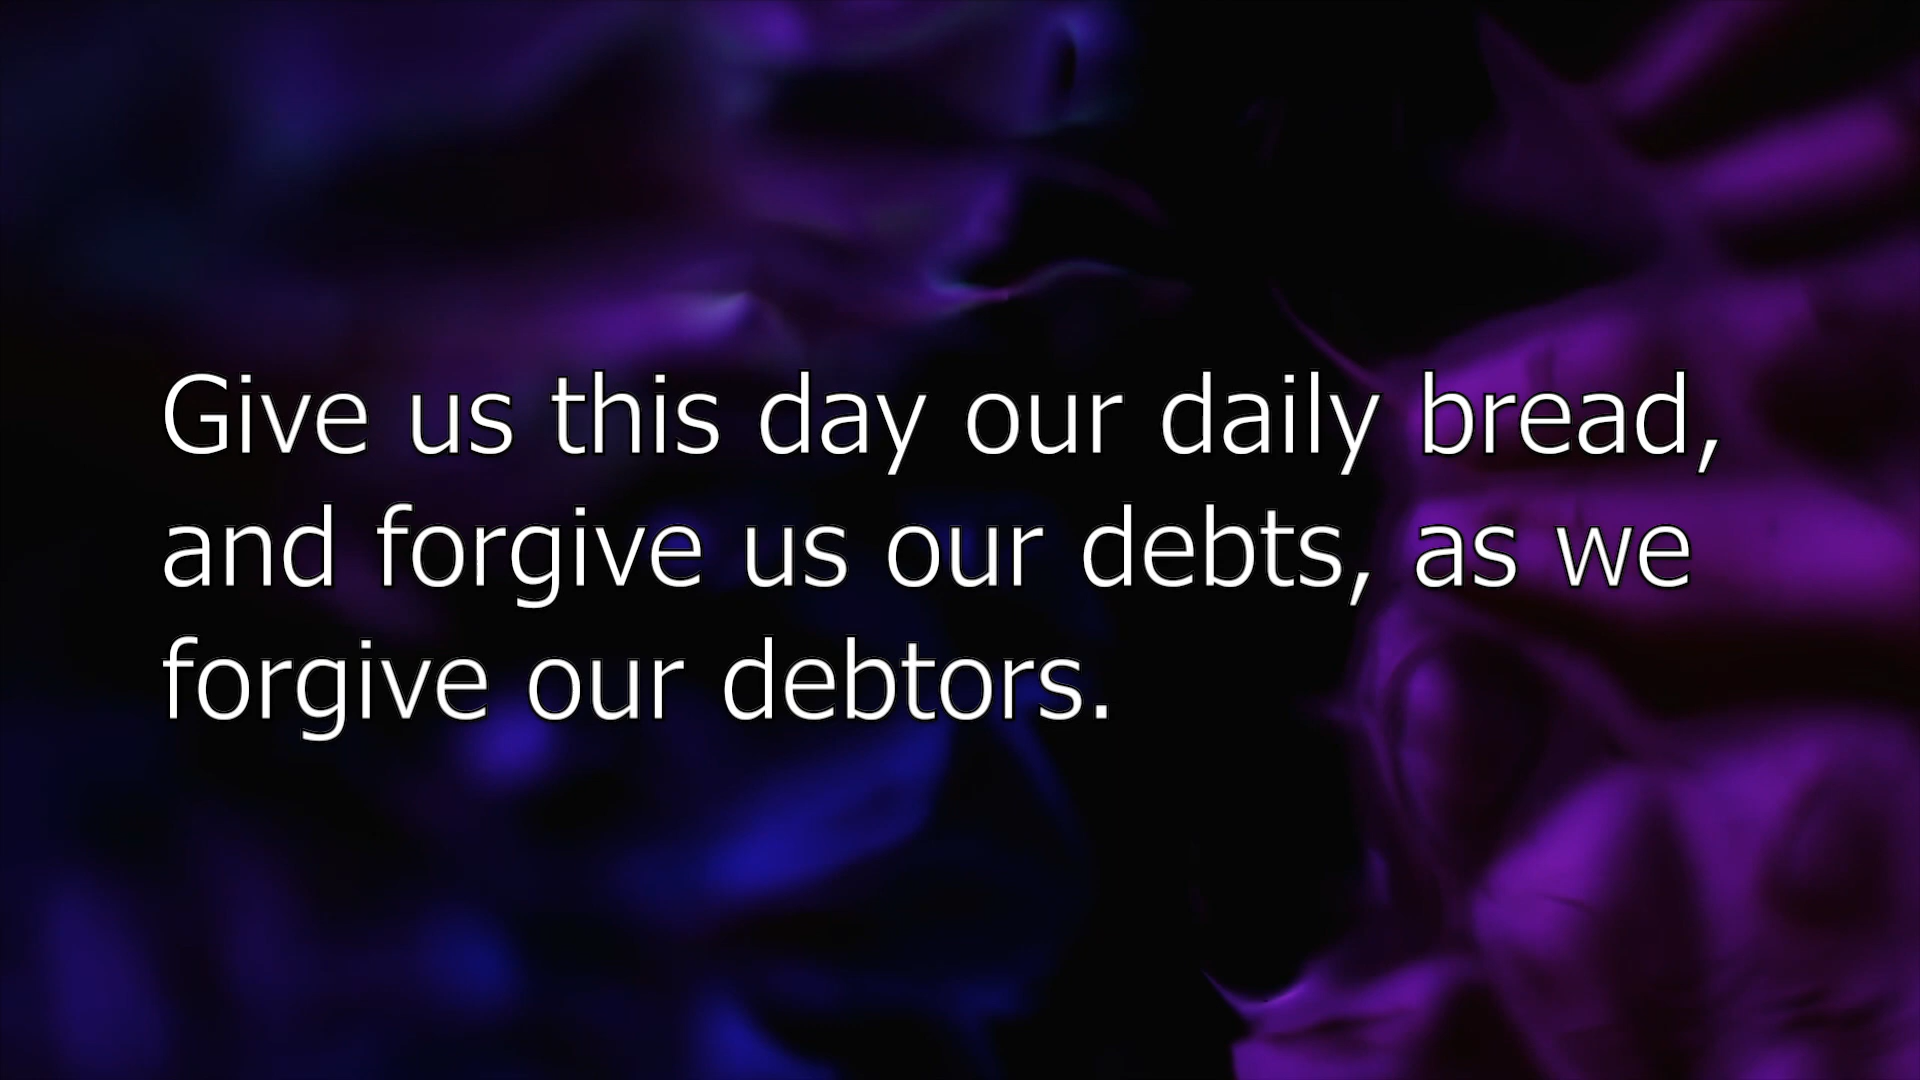 Give us this day our daily bread,
and forgive us our debts, as we
forgive our debtors.